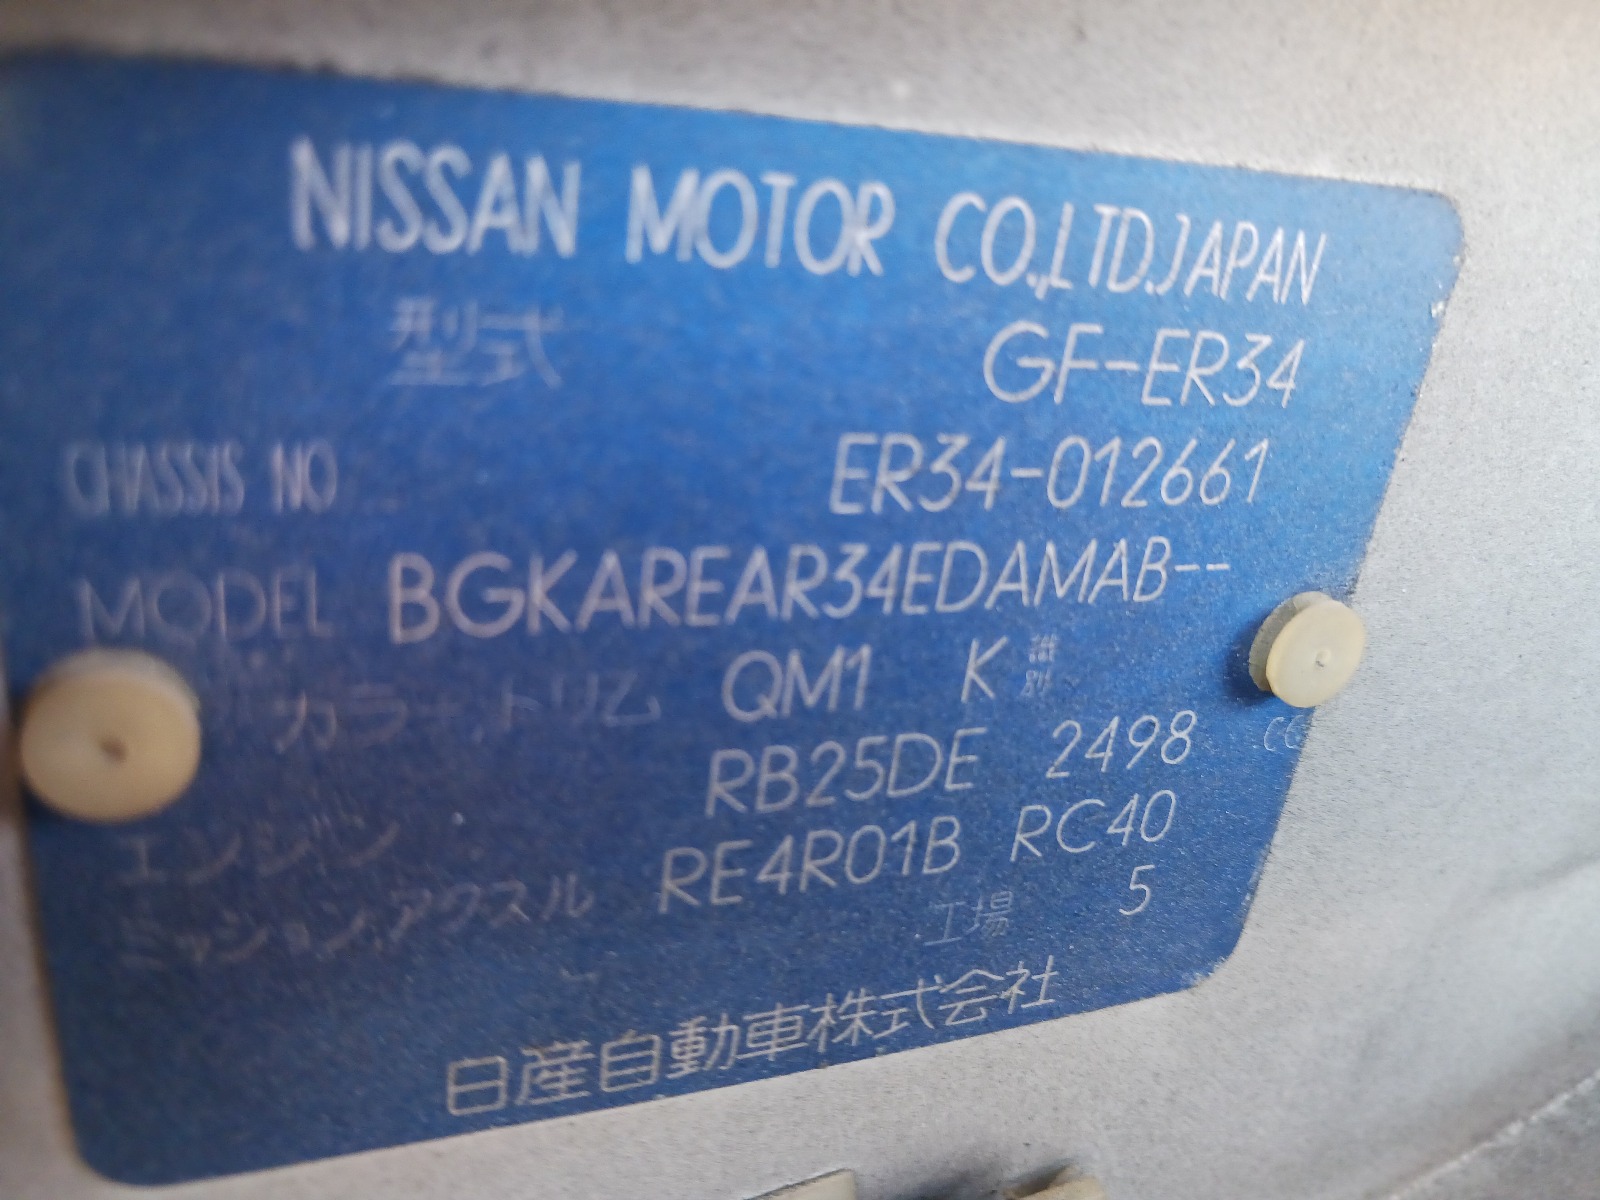 NISSAN MOTOR CO.,LTD.JAPAN
型式 GF-ER34
CHASSIS NO ER34-012661
MODEL BGKAREAR34EDAMAB--
カラートリム QM1 K 識別
エンジン RB25DE 2498 cc
ミッション,アクスル RE4R01B RC40
工場 5
日産自動車株式会社